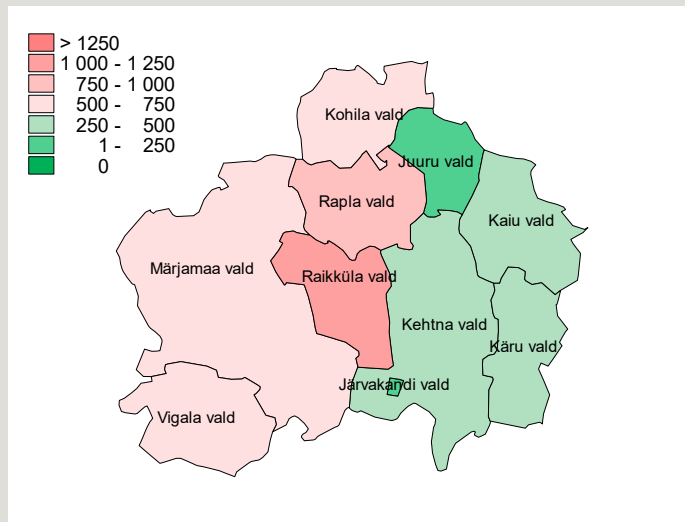 > 1250
1 000 - 1 250
750 - 1 000
500 - 750
250 - 500
1 - 250
0
Kohila vald
Juuru vald
Rapla vald
Kaiu vald
Märjamaa vald
Raikküla vald
Kehtna vald
Käru vald
Järvakandi vald
Vigala vald